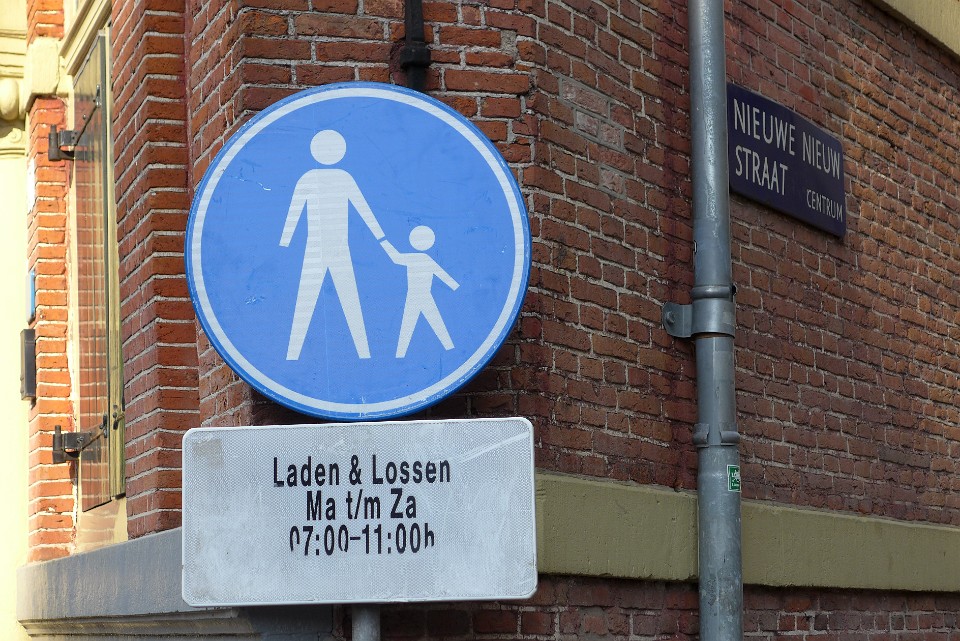 Laden & Lossen
Ma t/m Za
07:00-11:00h
NIEUWE NIEUW
STRAAT
CENTRUM